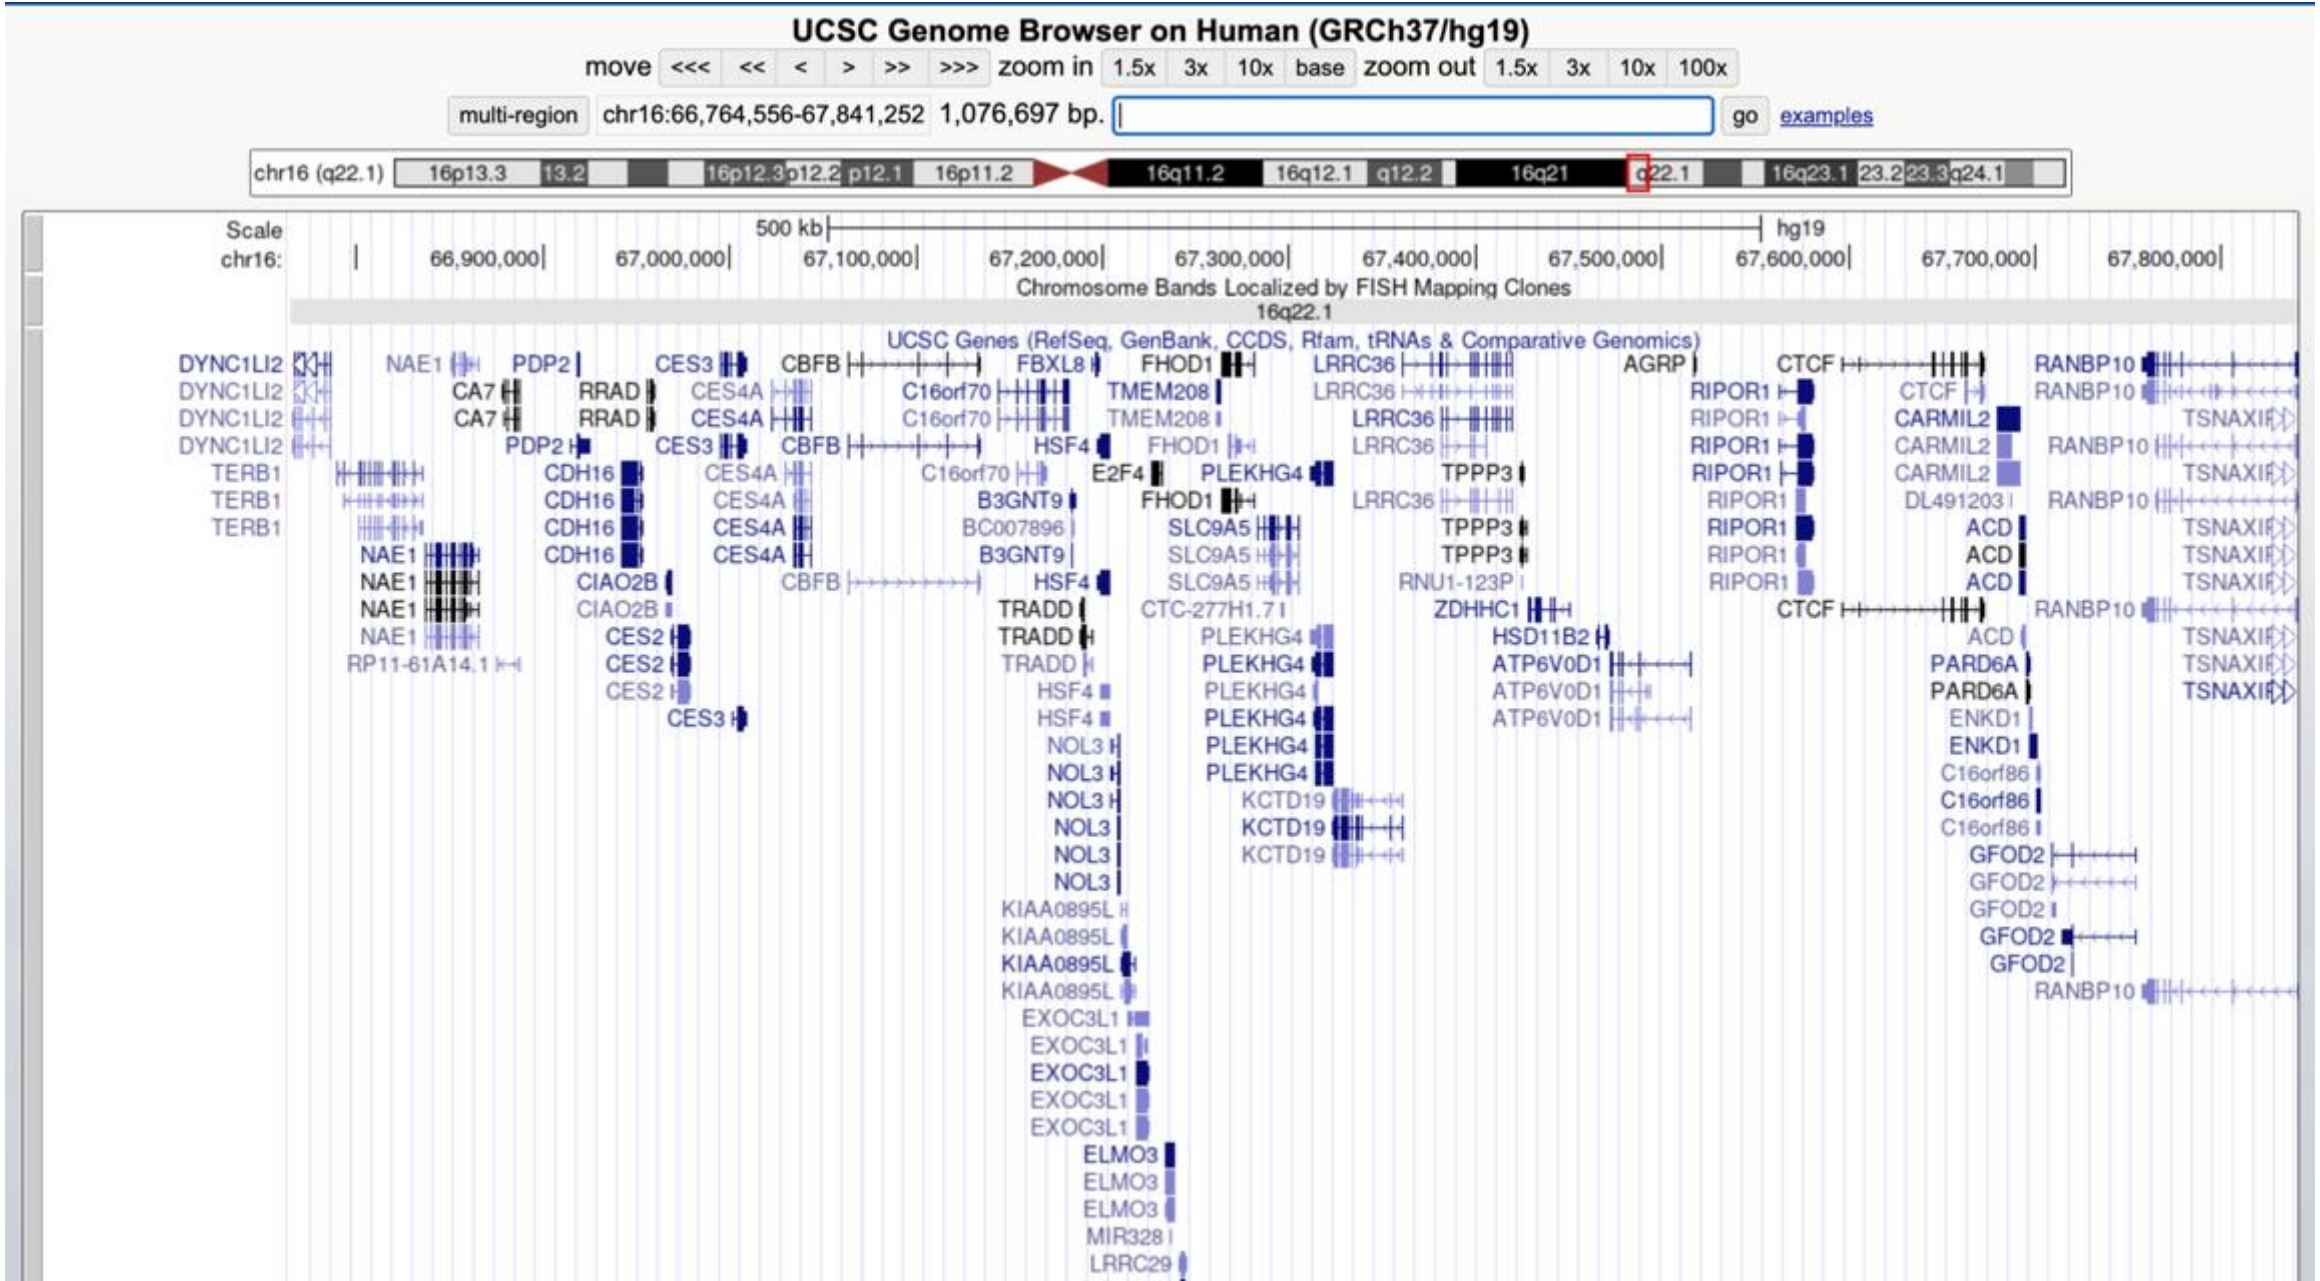 UCSC Genome Browser on Human (GRCh37/hg19)
move <<< << < > >> >>> zoom in 1.5x 3x 10x base zoom out 1.5x 3x 10x 100x
multi-region chr16:66,764,556-67,841,252 1,076,697 bp. go examples
chr16 (q22.1) 16p13.3 13.2 16p12.3 p12.2 p12.1 16p11.2 16q11.2 16q12.1 q12.2 16q21 q22.1 16q23.1 23.2 23.3 q24.1
Scale 500 kb hg19
chr16: 66,900,000 67,000,000 67,100,000 67,200,000 67,300,000 67,400,000 67,500,000 67,600,000 67,700,000 67,800,000
Chromosome Bands Localized by FISH Mapping Clones
16q22.1
UCSC Genes (RefSeq, GenBank, CCDS, Rfam, tRNAs & Comparative Genomics)
DYNC1LI2 NAE1 PDP2 CES3 CBFB FBXL8 FHOD1 LRRC36 AGRP CTCF RANBP10
DYNC1LI2 CA7 RRAD CES4A C16orf70 TMEM208 LRRC36 RIPOR1 CTCF RANBP10
DYNC1LI2 CA7 RRAD CES4A C16orf70 TMEM208 LRRC36 RIPOR1 CARMIL2 TSNAXIP
DYNC1LI2 PDP2 CES3 CBFB HSF4 FHOD1 LRRC36 RIPOR1 CARMIL2 RANBP10
TERB1 CDH16 CES4A C16orf70 E2F4 PLEKHG4 TPPP3 RIPOR1 CARMIL2 TSNAXIP
TERB1 CDH16 CES4A B3GNT9 FHOD1 LRRC36 RIPOR1 DL491203 RANBP10
TERB1 CDH16 CES4A BC007896 SLC9A5 TPPP3 RIPOR1 ACD TSNAXIP
NAE1 CDH16 CES4A B3GNT9 SLC9A5 TPPP3 RIPOR1 ACD TSNAXIP
NAE1 CIAO2B CBFB HSF4 SLC9A5 RNU1-123P RIPOR1 ACD TSNAXIP
NAE1 CIAO2B TRADD CTC-277H1.7 ZDHHC1 CTCF RANBP10
NAE1 CES2 TRADD PLEKHG4 HSD11B2 ACD TSNAXIP
RP11-61A14.1 CES2 TRADD PLEKHG4 ATP6V0D1 PARD6A TSNAXIP
CES2 HSF4 PLEKHG4 ATP6V0D1 PARD6A TSNAXIP
CES3 HSF4 PLEKHG4 ATP6V0D1 ENKD1
NOL3 PLEKHG4 ENKD1
NOL3 PLEKHG4 C16orf86
NOL3 KCTD19 C16orf86
NOL3 KCTD19 C16orf86
NOL3 KCTD19 GFOD2
NOL3 GFOD2
KIAA0895L GFOD2
KIAA0895L GFOD2
KIAA0895L GFOD2
KIAA0895L RANBP10
EXOC3L1
EXOC3L1
EXOC3L1
EXOC3L1
EXOC3L1
ELMO3
ELMO3
ELMO3
MIR328
LRRC29